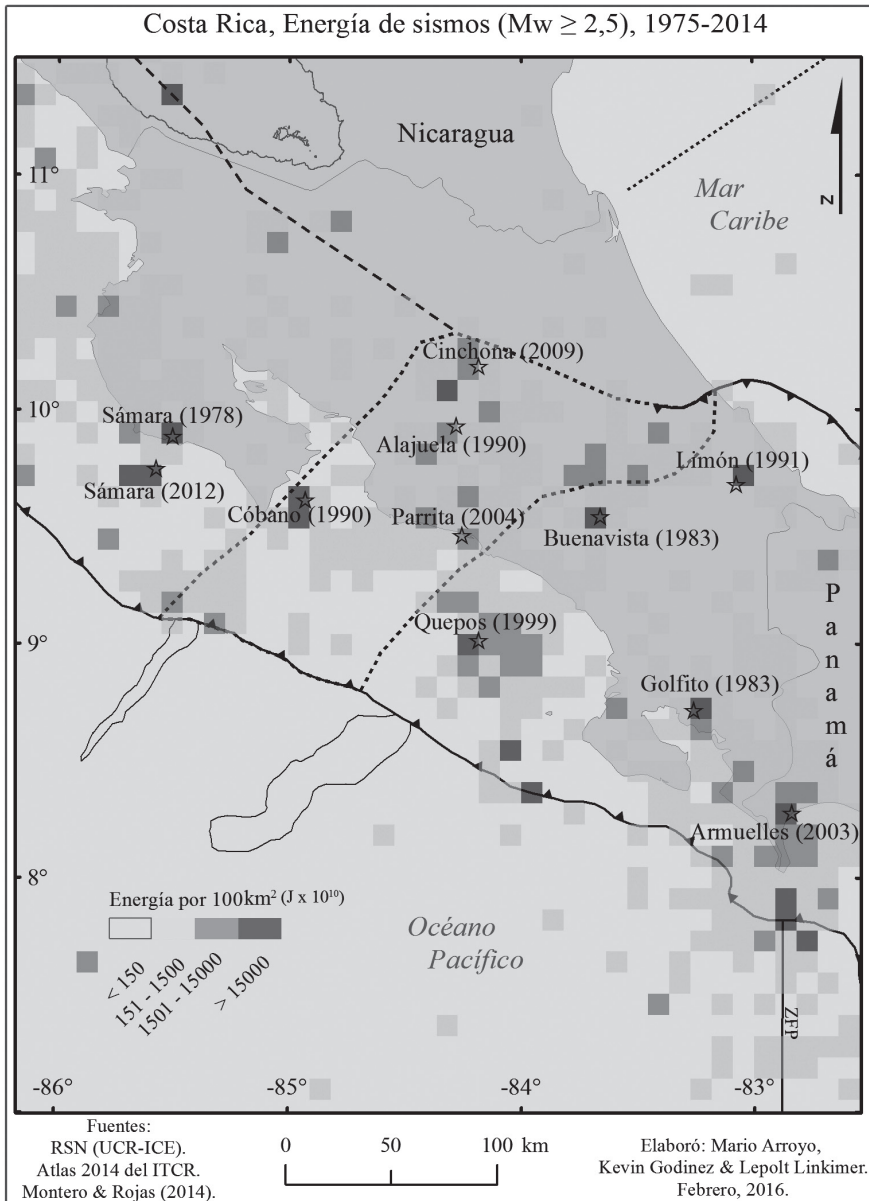 Costa Rica, Energía de sismos (Mw ≥ 2,5), 1975-2014
Nicaragua
11°
Mar
Caribe
N
Cinchona (2009)
10°
Sámara (1978)
Alajuela (1990)
Limón (1991)
Sámara (2012)
Cóbano (1990)
Parrita (2004)
Buenavista (1983)
Panamá
Quepos (1999)
9°
Golfito (1983)
Armuelles (2003)
8°
Energía por 100km² (J x 10¹⁰)
< 150
151 - 1500
1501 - 15000
> 15000
Océano
Pacífico
ZFP
-86°
-85°
-84°
-83°
Fuentes:
RSN (UCR-ICE).
Atlas 2014 del ITCR.
Montero & Rojas (2014).
0 50 100 km
Elaboró: Mario Arroyo,
Kevin Godinez & Lepolt Linkimer.
Febrero, 2016.